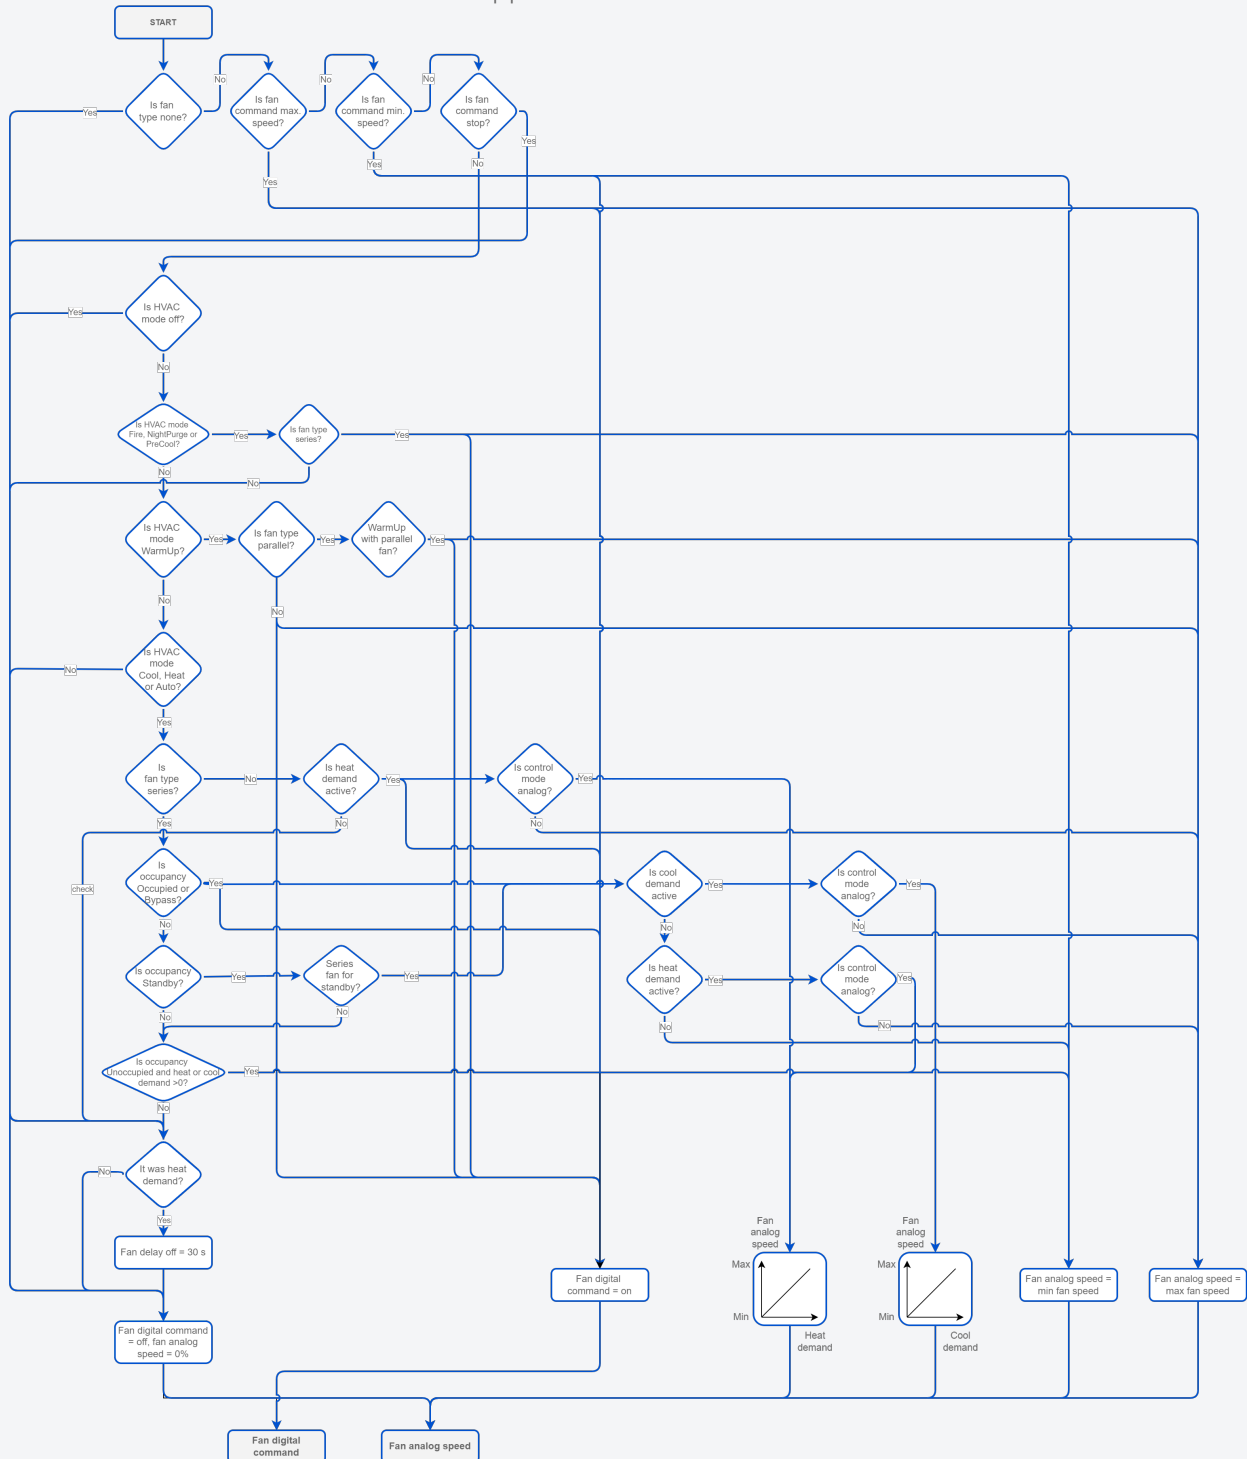 START
Is fan
type none?
Is fan
command max.
speed?
Is fan
command min.
speed?
Is fan
command
stop?
No
No
No
Yes
Yes
Yes
No
Yes
Is HVAC
mode off?
Yes
No
Is HVAC mode
Fire, NightPurge or
PreCool?
Yes
Is fan type
series?
Yes
No
No
Is HVAC
mode
WarmUp?
Yes
Is fan type
parallel?
Yes
WarmUp
with parallel
fan?
Yes
No
No
Is HVAC
mode
Cool, Heat
or Auto?
No
Yes
Is
fan type
series?
No
Is heat
demand
active?
Yes
Is control
mode
analog?
Yes
Yes
No
No
Is
occupancy
Occupied or
Bypass?
Yes
check
Is cool
demand
active
Yes
Is control
mode
analog?
Yes
No
No
No
Is occupancy
Standby?
Yes
Series
fan for
standby?
Yes
Is heat
demand
active?
Yes
Is control
mode
analog?
Yes
No
No
No
No
Is occupancy
Unoccupied and heat or cool
demand >0?
Yes
No
It was heat
demand?
No
Yes
Fan delay off = 30 s
Fan digital command
= off, fan analog
speed = 0%
Fan digital
command = on
Fan
analog
speed
Max
Min
Heat
demand
Fan
analog
speed
Max
Min
Cool
demand
Fan analog speed =
min fan speed
Fan analog speed =
max fan speed
Fan digital
command
Fan analog speed